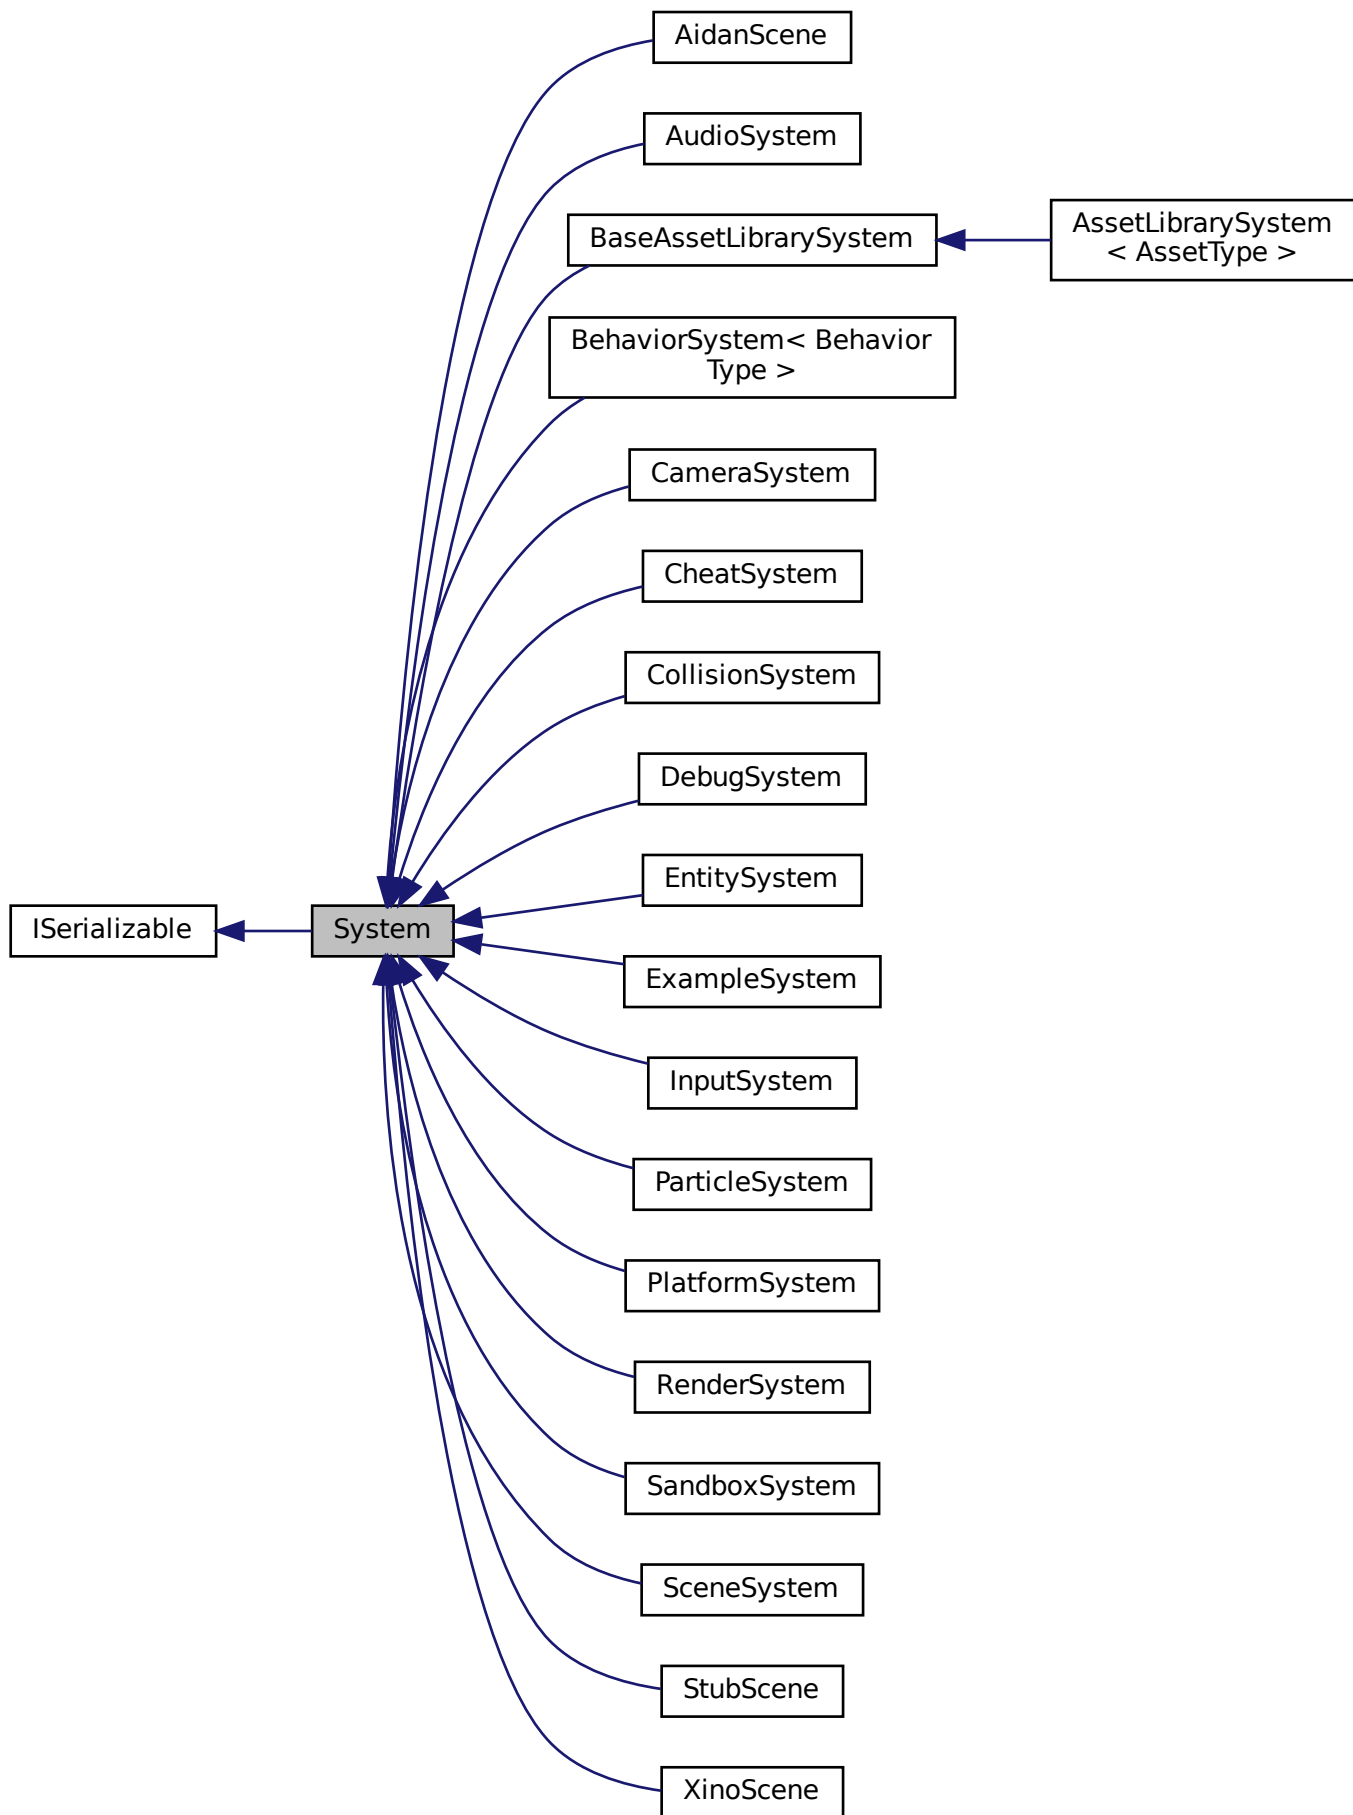 AidanScene
AudioSystem
BaseAssetLibrarySystem
AssetLibrarySystem
< AssetType >
BehaviorSystem< Behavior
Type >
CameraSystem
CheatSystem
CollisionSystem
DebugSystem
EntitySystem
ISerializable
System
ExampleSystem
InputSystem
ParticleSystem
PlatformSystem
RenderSystem
SandboxSystem
SceneSystem
StubScene
XinoScene